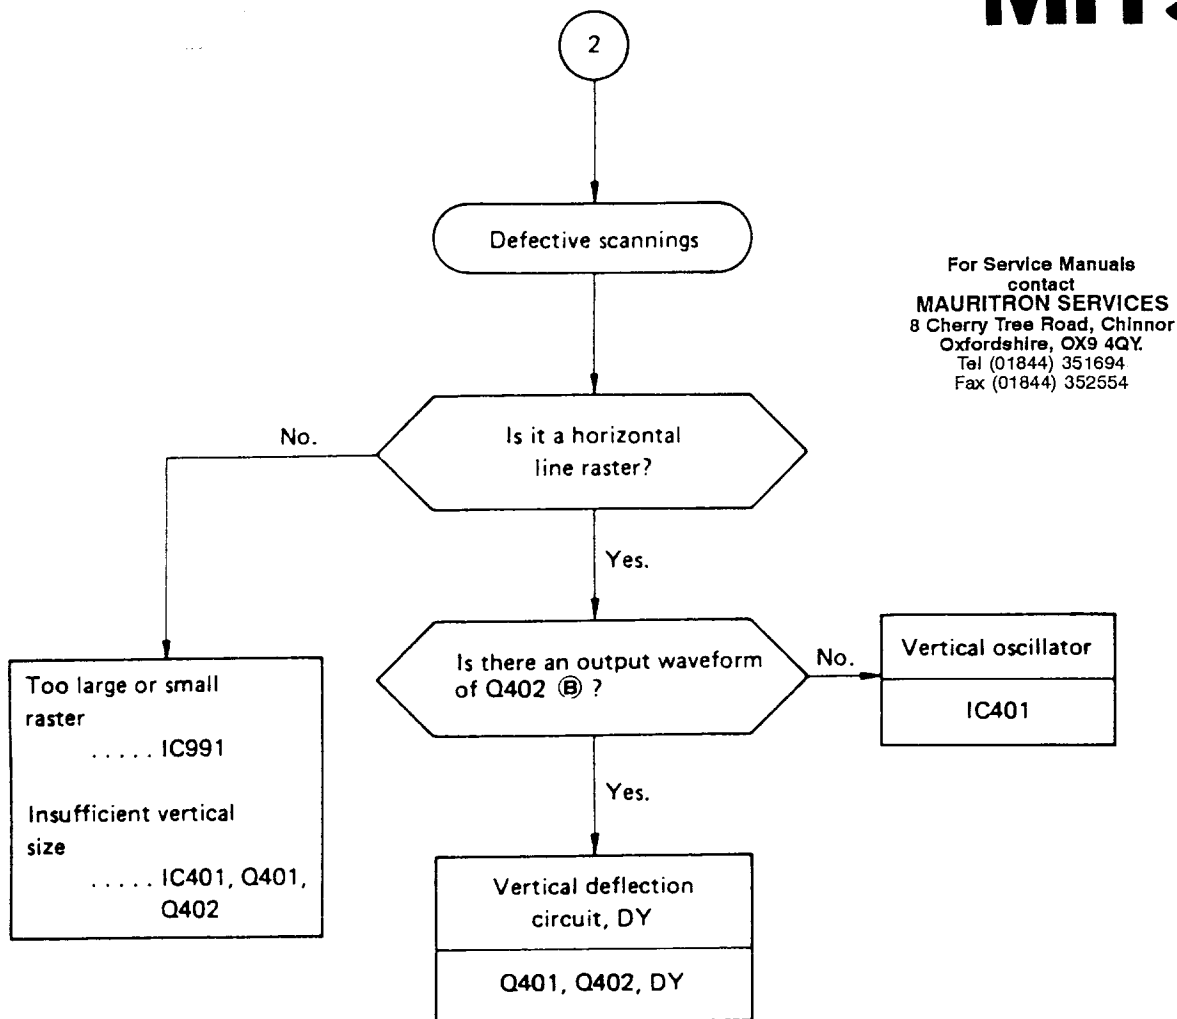 2
Defective scannings
For Service Manuals
contact
MAURITRON SERVICES
8 Cherry Tree Road, Chinnor
Oxfordshire, OX9 4QY.
Tel (01844) 351694
Fax (01844) 352554
Is it a horizontal
line raster?
No.
Yes.
Is there an output waveform
of Q402 Ⓑ ?
No.
Vertical oscillator
IC401
Too large or small
raster
..... IC991
Insufficient vertical
size
..... IC401, Q401,
Q402
Yes.
Vertical deflection
circuit, DY
Q401, Q402, DY